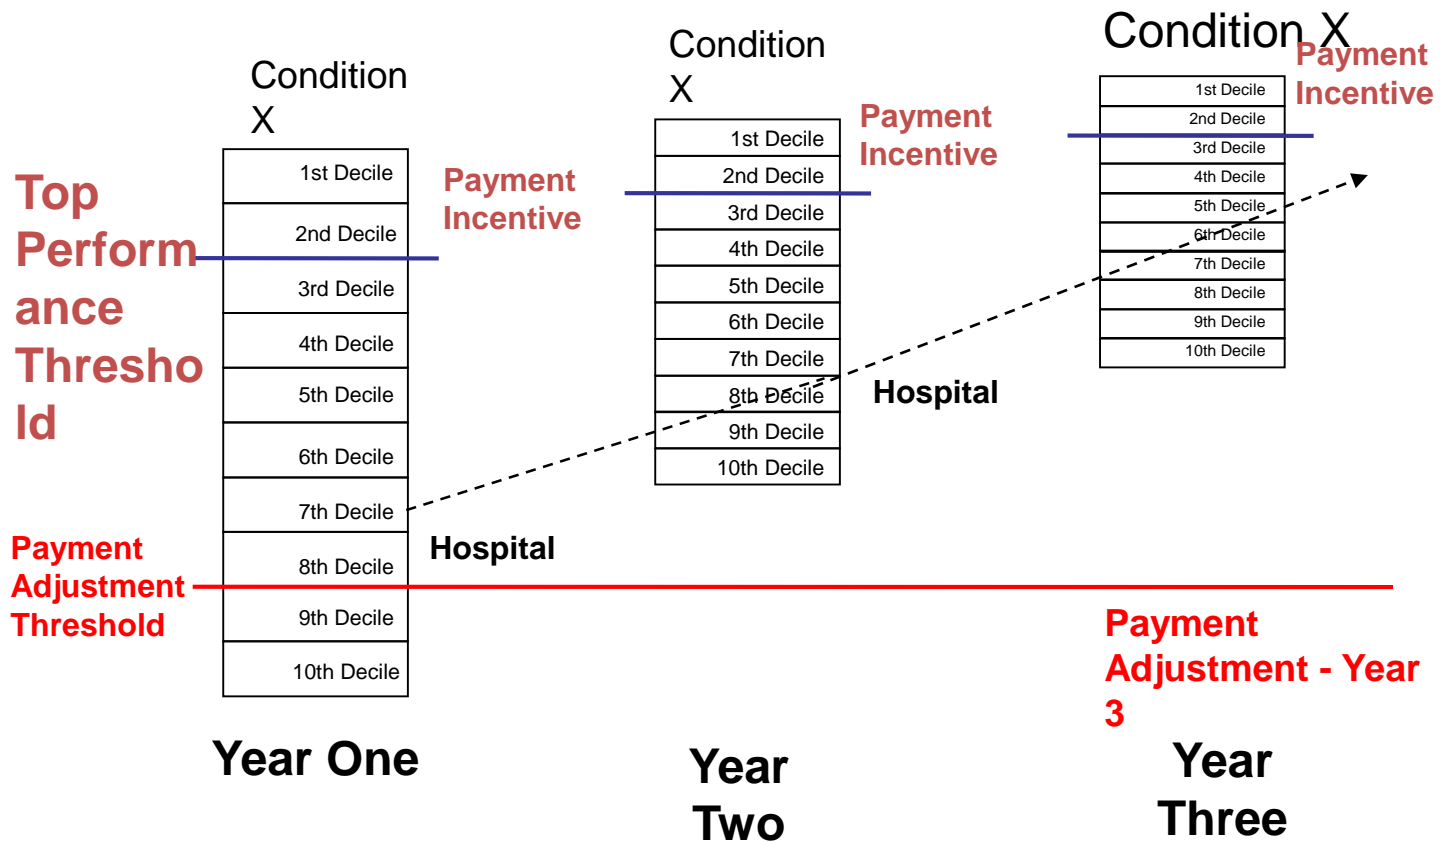 Condition
X
Condition
X
Condition X
Top
Perform
ance
Thresho
ld
Payment
Adjustment
Threshold
1st Decile
2nd Decile
3rd Decile
4th Decile
5th Decile
6th Decile
7th Decile
8th Decile
9th Decile
10th Decile
Payment
Incentive
Hospital
Year One
1st Decile
2nd Decile
3rd Decile
4th Decile
5th Decile
6th Decile
7th Decile
8th Decile
9th Decile
10th Decile
Payment
Incentive
Hospital
Year
Two
1st Decile
2nd Decile
3rd Decile
4th Decile
5th Decile
6th Decile
7th Decile
8th Decile
9th Decile
10th Decile
Payment
Incentive
Payment
Adjustment - Year
3
Year
Three